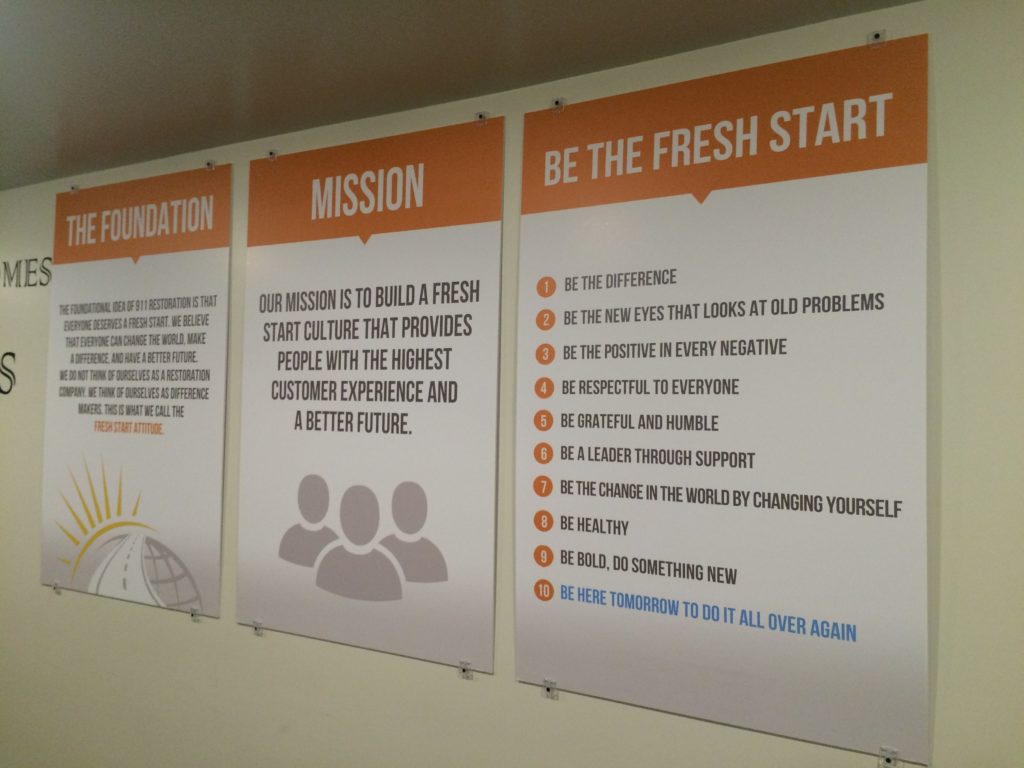 OMES
S
THE FOUNDATION
THE FOUNDATIONAL IDEA OF 911 RESTORATION IS THAT
EVERYONE DESERVES A FRESH START. WE BELIEVE
THAT EVERYONE CAN CHANGE THE WORLD, MAKE
A DIFFERENCE, AND HAVE A BETTER FUTURE.
WE DO NOT THINK OF OURSELVES AS A RESTORATION
COMPANY. WE THINK OF OURSELVES AS DIFFERENCE
MAKERS. THIS IS WHAT WE CALL THE
FRESH START ATTITUDE.
MISSION
OUR MISSION IS TO BUILD A FRESH
START CULTURE THAT PROVIDES
PEOPLE WITH THE HIGHEST
CUSTOMER EXPERIENCE AND
A BETTER FUTURE.
BE THE FRESH START
1 BE THE DIFFERENCE
2 BE THE NEW EYES THAT LOOKS AT OLD PROBLEMS
3 BE THE POSITIVE IN EVERY NEGATIVE
4 BE RESPECTFUL TO EVERYONE
5 BE GRATEFUL AND HUMBLE
6 BE A LEADER THROUGH SUPPORT
7 BE THE CHANGE IN THE WORLD BY CHANGING YOURSELF
8 BE HEALTHY
9 BE BOLD, DO SOMETHING NEW
10 BE HERE TOMORROW TO DO IT ALL OVER AGAIN